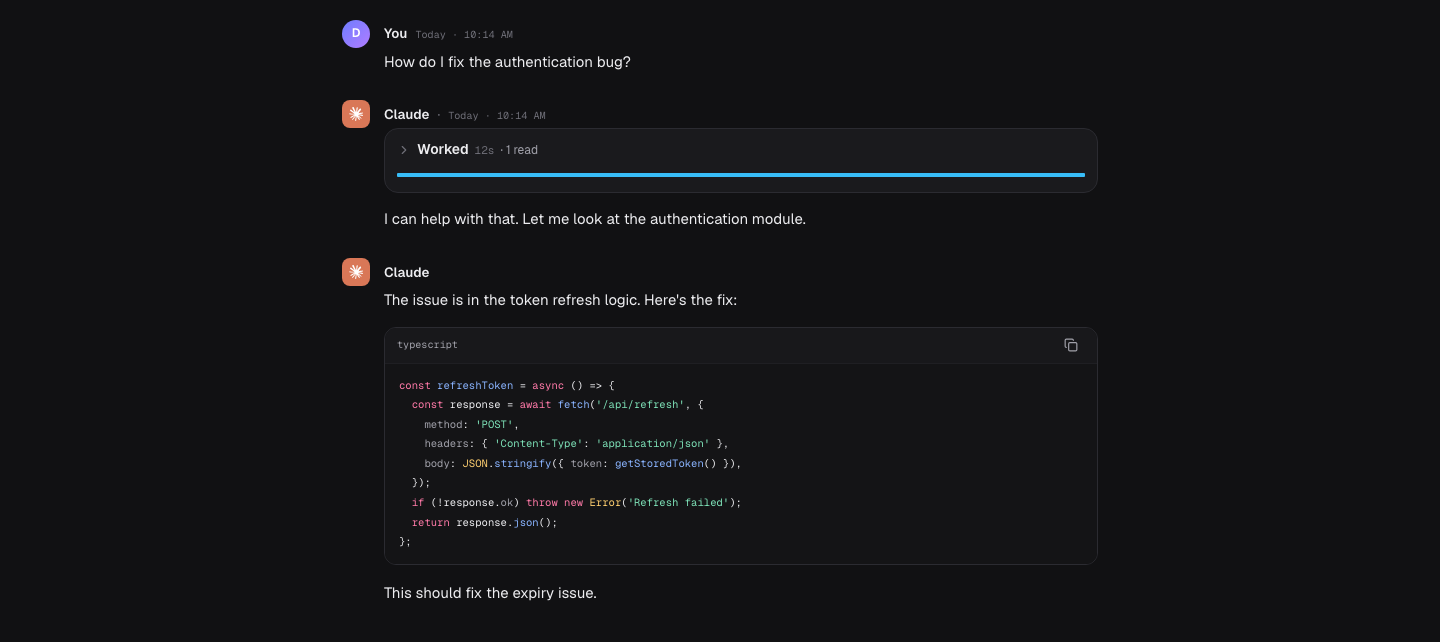 D
You Today · 10:14 AM
How do I fix the authentication bug?
Claude · Today · 10:14 AM
Worked 12s · 1 read
I can help with that. Let me look at the authentication module.
Claude
The issue is in the token refresh logic. Here's the fix:
typescript
const refreshToken = async () => {
  const response = await fetch('/api/refresh', {
    method: 'POST',
    headers: { 'Content-Type': 'application/json' },
    body: JSON.stringify({ token: getStoredToken() }),
  });
  if (!response.ok) throw new Error('Refresh failed');
  return response.json();
};
This should fix the expiry issue.